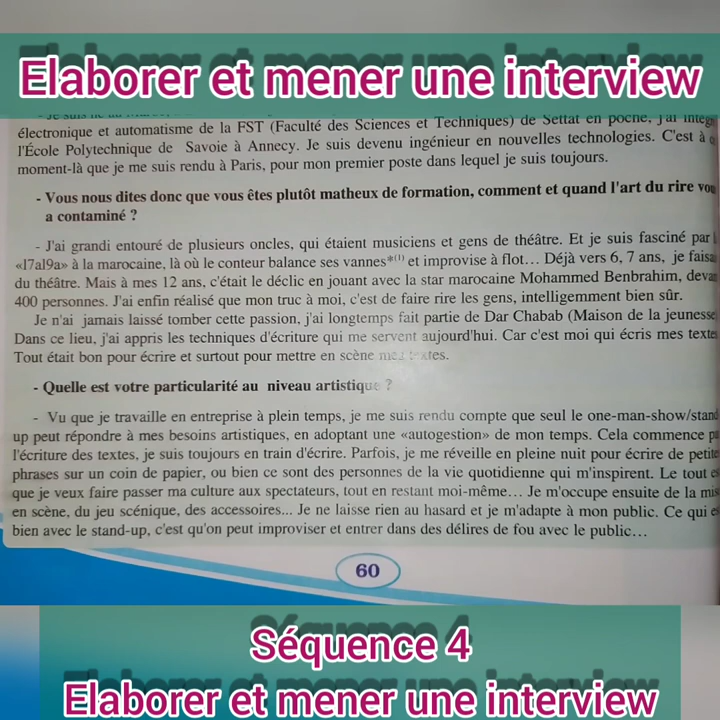 Elaborer et mener une interview
électronique et automatisme de la FST (Faculté des Sciences et Techniques) de Settat en poche, j'ai
l'École Polytechnique de Savoie à Annecy. Je suis devenu ingénieur en nouvelles technologies. C'est à
moment-là que je me suis rendu à Paris, pour mon premier poste dans lequel je suis toujours.
- Vous nous dites donc que vous êtes plutôt matheux de formation, comment et quand l'art du rire
a contaminé ?
- J'ai grandi entouré de plusieurs oncles, qui étaient musiciens et gens de théâtre. Et je suis fasciné par
«l7al9a» à la marocaine, là où le conteur balance ses vannes*(1) et improvise à flot... Déjà vers 6, 7 ans, je
du théâtre. Mais à mes 12 ans, c'était le déclic en jouant avec la star marocaine Mohammed Benbrahim,
400 personnes. J'ai enfin réalisé que mon truc à moi, c'est de faire rire les gens, intelligemment bien sûr.
Je n'ai jamais laissé tomber cette passion, j'ai longtemps fait partie de Dar Chabab (Maison de la jeunesse
Dans ce lieu, j'ai appris les techniques d'écriture qui me servent aujourd'hui. Car c'est moi qui écris mes
Tout était bon pour écrire et surtout pour mettre en scène
- Quelle est votre particularité au niveau artistique ?
- Vu que je travaille en entreprise à plein temps, je me suis rendu compte que seul le one-man-show/stand
up peut répondre à mes besoins artistiques, en adoptant une «autogestion» de mon temps. Cela commence
l'écriture des textes, je suis toujours en train d'écrire. Parfois, je me réveille en pleine nuit pour écrire de
phrases sur un coin de papier, ou bien ce sont des personnes de la vie quotidienne qui m'inspirent. Le tout
que je veux faire passer ma culture aux spectateurs, tout en restant moi-même... Je m'occupe ensuite de la
en scène, du jeu scénique, des accessoires... Je ne laisse rien au hasard et je m'adapte à mon public. Ce qui
bien avec le stand-up, c'est qu'on peut improviser et entrer dans des délires de fou avec le public...
60
Séquence 4
Elaborer et mener une interview